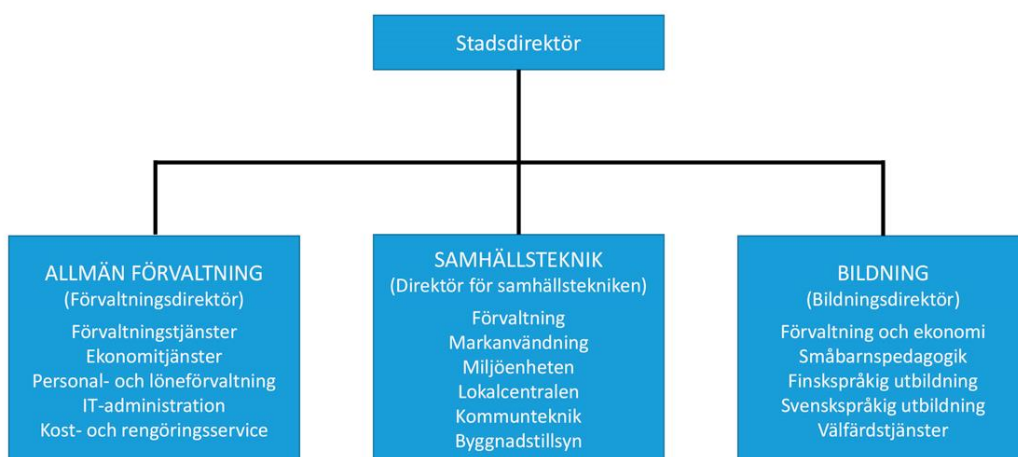 Stadsdirektör
ALLMÄN FÖRVALTNING
(Förvaltningsdirektör)
Förvaltningstjänster
Ekonomitjänster
Personal- och löneförvaltning
IT-administration
Kost- och rengöringsservice
SAMHÄLLSTEKNIK
(Direktör för samhällstekniken)
Förvaltning
Markanvändning
Miljöenheten
Lokalcentralen
Kommunteknik
Byggnadstillsyn
BILDNING
(Bildningsdirektör)
Förvaltning och ekonomi
Småbarnspedagogik
Finskspråkig utbildning
Svenskspråkig utbildning
Välfärdstjänster